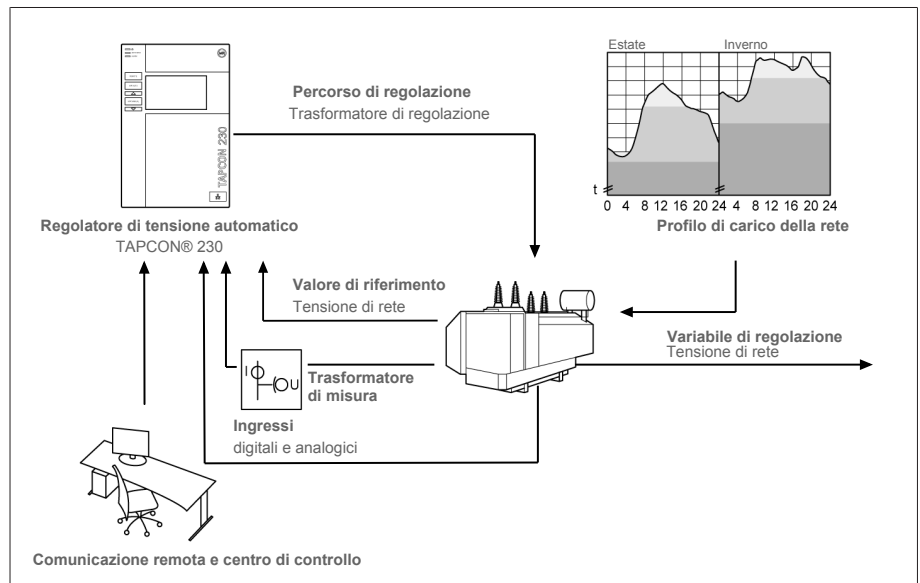 TAPCON 230
Regolatore di tensione automatico
TAPCON® 230
Percorso di regolazione
Trasformatore di regolazione
Estate
Inverno
t
0 4 8 12 16 20 24 4 8 12 16 20 24
Profilo di carico della rete
Valore di riferimento
Tensione di rete
Variabile di regolazione
Tensione di rete
I U
Trasformatore
di misura
Ingressi
digitali e analogici
Comunicazione remota e centro di controllo